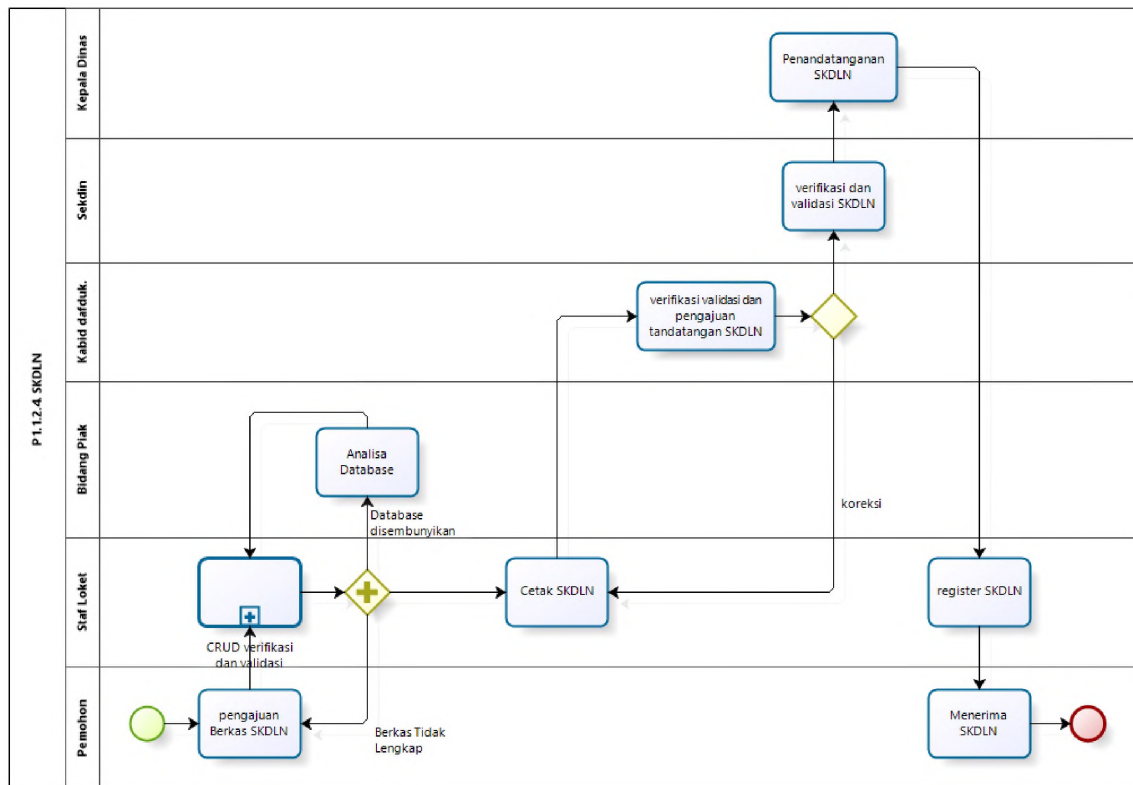 P1.1.2.4. SKDLN
Kepala Dinas
Penandatanganan
SKDLN
Sekdin
verifikasi dan
validasi SKDLN
Kabid dafduk.
verifikasi validasi dan
pengajuan
tandatangan SKDLN
Bidang Piak
Analisa
Database
Database
disembunyikan
koreksi
Staf Loket
CRUD verifikasi
dan validasi
Cetak SKDLN
register SKDLN
Pemohon
pengajuan
Berkas SKDLN
Berkas Tidak
Lengkap
Menerima
SKDLN